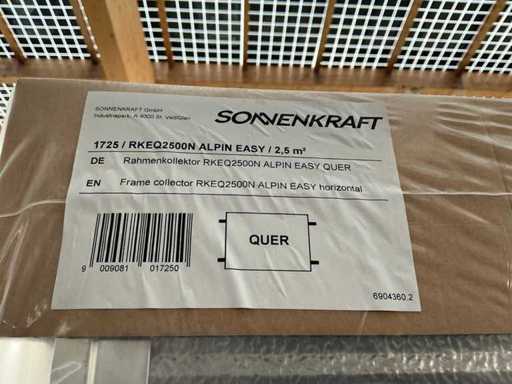 SONNENKRAFT GmbH
Industriepark, A-9300 St. Veit/Glan
SONNENKRAFT
1725 / RKEQ2500N ALPIN EASY / 2,5 m²
DE Rahmenkollektor RKEQ2500N ALPIN EASY QUER
EN Frame collector RKEQ2500N ALPIN EASY horizontal
QUER
9 009081 017250
6904360.2